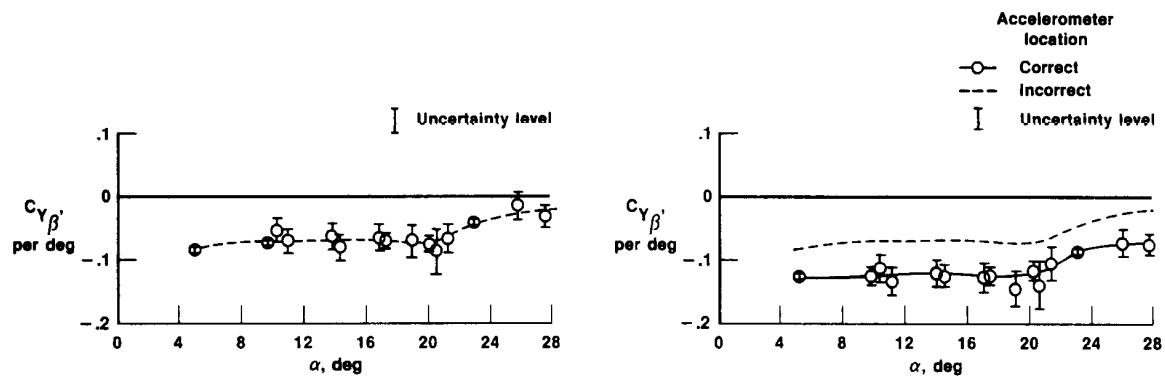 Uncertainty level
.1
0
-.1
-.2
CYβ,
per deg
0 4 8 12 16 20 24 28
α, deg
Accelerometer
location
Correct
Incorrect
Uncertainty level
.1
0
-.1
-.2
CYβ,
per deg
0 4 8 12 16 20 24 28
α, deg